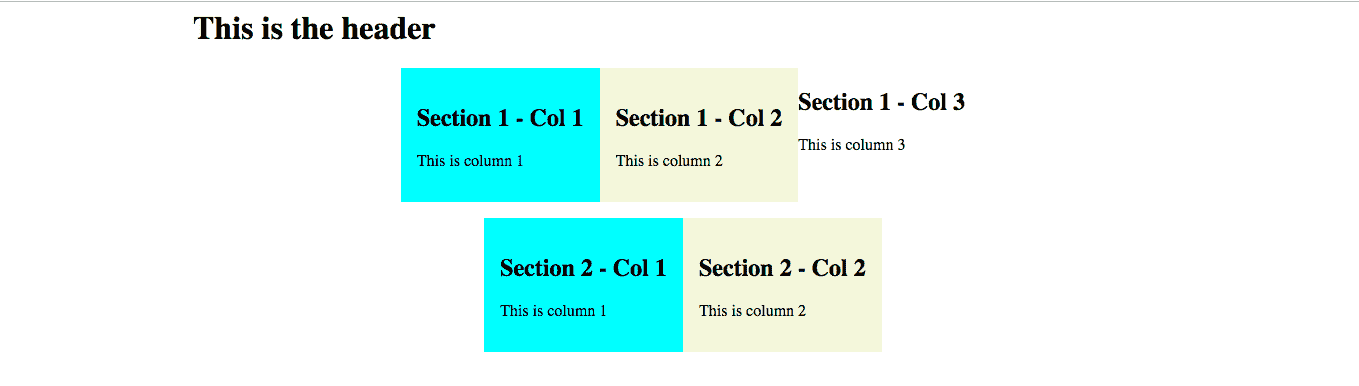 This is the header
Section 1 - Col 1
This is column 1
Section 1 - Col 2
This is column 2
Section 1 - Col 3
This is column 3
Section 2 - Col 1
This is column 1
Section 2 - Col 2
This is column 2